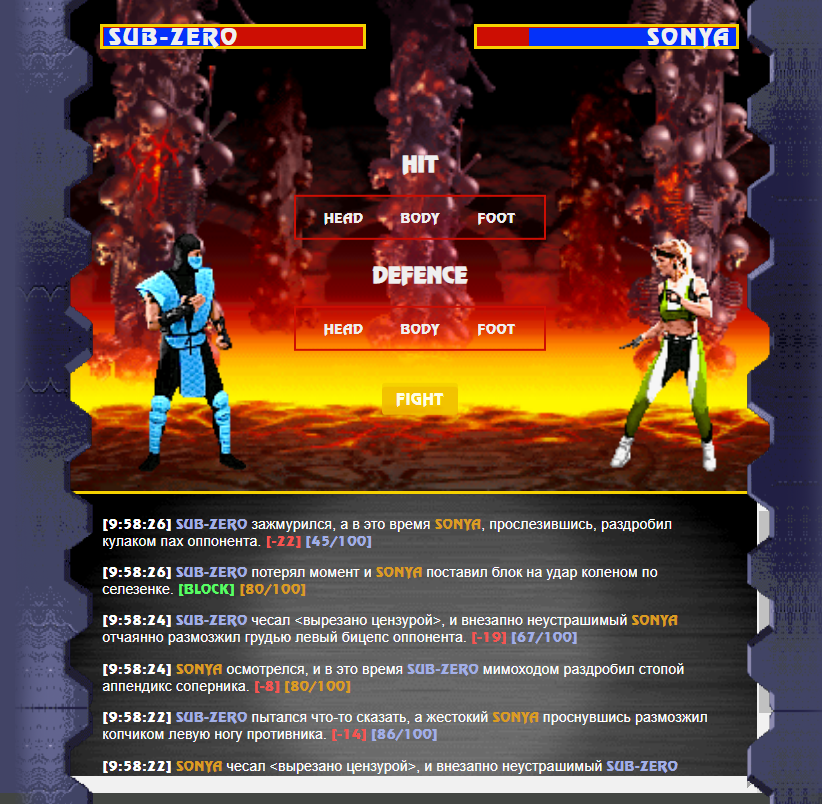 SUB-ZERO SONYA
HIT
HEAD BODY FOOT
DEFENCE
HEAD BODY FOOT
FIGHT
[9:58:26] SUB-ZERO зажмурился, а в это время SONYA, прослезившись, раздробил
кулаком пах оппонента. [-22] [45/100]
[9:58:26] SUB-ZERO потерял момент и SONYA поставил блок на удар коленом по
селезенке. [BLOCK] [80/100]
[9:58:24] SUB-ZERO чесал <вырезано цензурой>, и внезапно неустрашимый SONYA
отчаянно размозжил грудью левый бицепс оппонента. [-19] [67/100]
[9:58:24] SONYA осмотрелся, и в это время SUB-ZERO мимоходом раздробил стопой
аппендикс соперника. [-8] [80/100]
[9:58:22] SUB-ZERO пытался что-то сказать, а жестокий SONYA проснувшись размозжил
копчиком левую ногу противника. [-14] [86/100]
[9:58:22] SONYA чесал <вырезано цензурой>, и внезапно неустрашимый SUB-ZERO